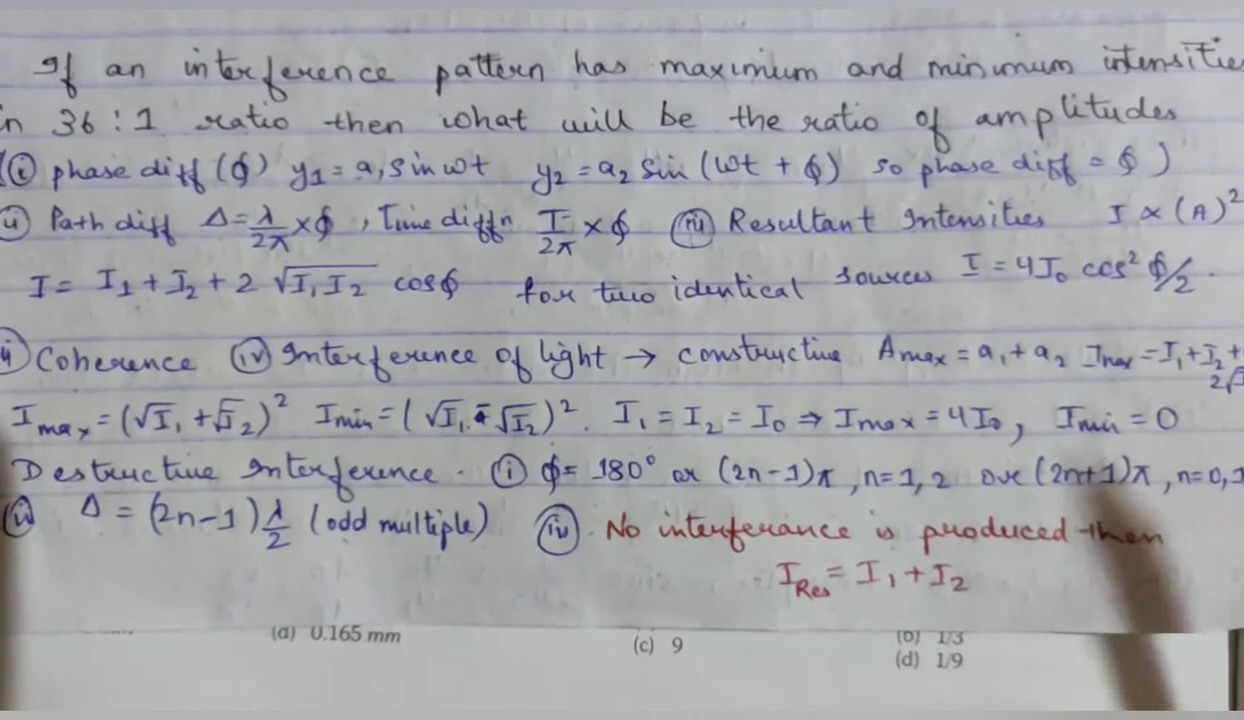 If an interference pattern has maximum and minimum intensitie
in 36 : 1 ratio then what will be the ratio of amplitudes
(i) phase diff (ϕ) y₁ = a₁ sin ωt y₂ = a₂ sin (ωt + ϕ) so phase diff = ϕ )
Path diff Δ = λ/2π × ϕ , Time diffⁿ T/2π × ϕ (iii) Resultant Intensities I ∝ (A)²
I = I₁ + I₂ + 2 √I₁I₂ cosϕ for two identical sources I = 4I₀ cos² ϕ/2.
Coherence (iv) Interference of light → constructive Amax = a₁ + a₂ Imax = I₁ + I₂ +
2√
Imax = (√I₁ + √I₂)² Imin = (√I₁ - √I₂)². I₁ = I₂ = I₀ ⇒ Imax = 4I₀, Imin = 0
Destructive Interference. (i) ϕ = 180° or (2n-1)π , n=1, 2 or (2n+1)π , n=0,1
(ii) Δ = (2n-1) λ/2 (odd multiple) (iv). No interferance is produced then
IRes = I₁ + I₂
(a) 0.165 mm (c) 9 (b) 1/3
(d) 1/9